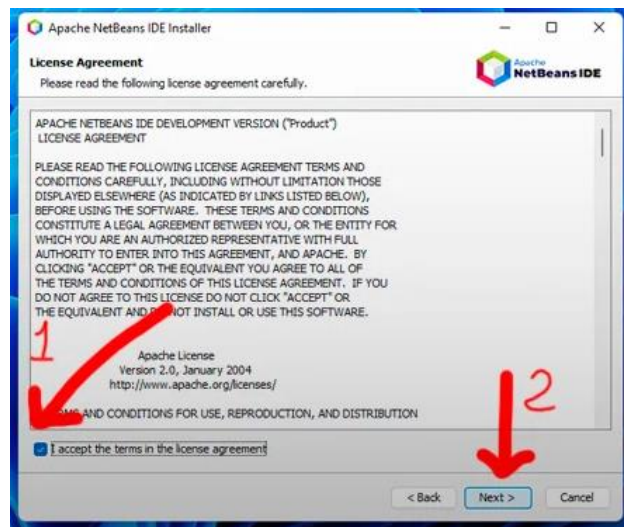 Apache NetBeans IDE Installer
License Agreement
Please read the following license agreement carefully.
Apache
NetBeans IDE
APACHE NETBEANS IDE DEVELOPMENT VERSION ("Product")
LICENSE AGREEMENT
PLEASE READ THE FOLLOWING LICENSE AGREEMENT TERMS AND
CONDITIONS CAREFULLY, INCLUDING WITHOUT LIMITATION THOSE
DISPLAYED ELSEWHERE (AS INDICATED BY LINKS LISTED BELOW),
BEFORE USING THE SOFTWARE. THESE TERMS AND CONDITIONS
CONSTITUTE A LEGAL AGREEMENT BETWEEN YOU, OR THE ENTITY FOR
WHICH YOU ARE AN AUTHORIZED REPRESENTATIVE WITH FULL
AUTHORITY TO ENTER INTO THIS AGREEMENT, AND APACHE. BY
CLICKING "ACCEPT" OR THE EQUIVALENT YOU AGREE TO ALL OF
THE TERMS AND CONDITIONS OF THIS LICENSE AGREEMENT. IF YOU
DO NOT AGREE TO THIS LICENSE DO NOT CLICK "ACCEPT" OR
THE EQUIVALENT AND NOT INSTALL OR USE THIS SOFTWARE.
1
Apache License
Version 2.0, January 2004
http://www.apache.org/licenses/
AND CONDITIONS FOR USE, REPRODUCTION, AND DISTRIBUTION
2
I accept the terms in the license agreement
< Back Next > Cancel